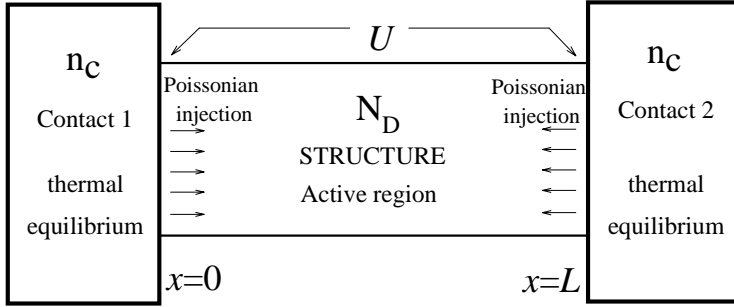 n_c
Contact 1
thermal
equilibrium
U
Poissonian
injection
N_D
STRUCTURE
Active region
Poissonian
injection
n_c
Contact 2
thermal
equilibrium
x=0
x=L